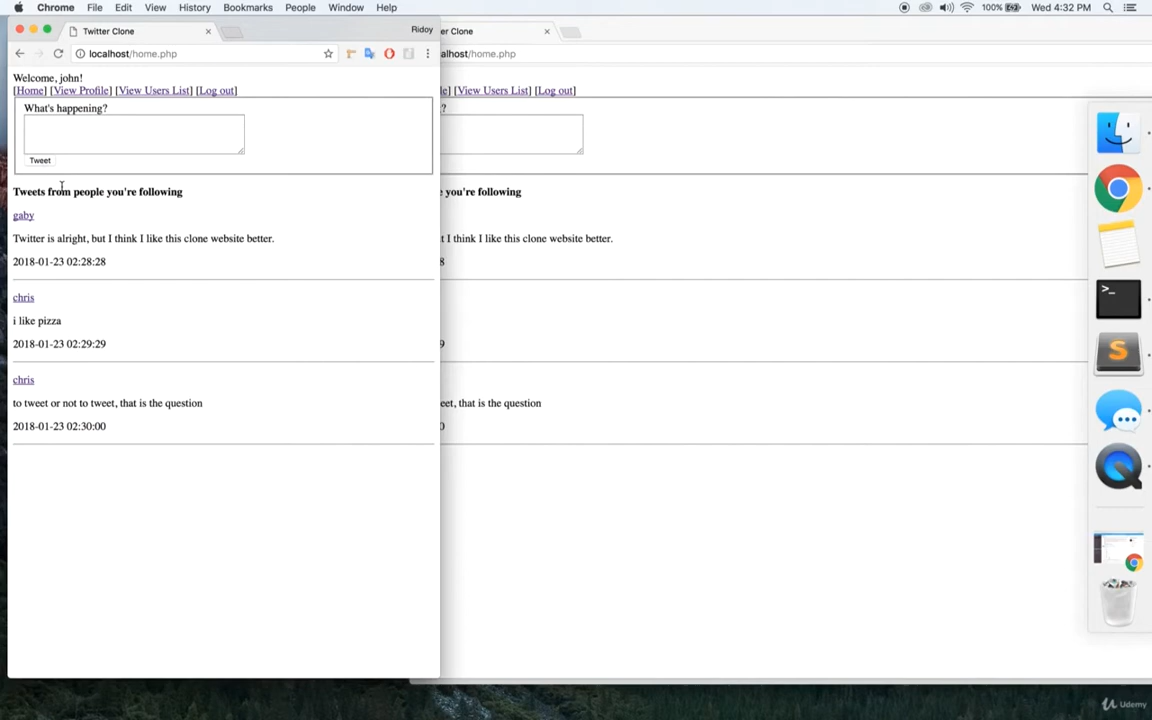 Chrome File Edit View History Bookmarks People Window Help 100% Wed 4:32 PM
Twitter Clone Ridoy er Clone
localhost/home.php alhost/home.php
Welcome, john!
[Home] [View Profile] [View Users List] [Log out] le] [View Users List] [Log out]
What's happening? ?
Tweet
Tweets from people you're following e you're following
gaby
Twitter is alright, but I think I like this clone website better. t I think I like this clone website better.
2018-01-23 02:28:28 8
chris
i like pizza
2018-01-23 02:29:29 9
chris
to tweet or not to tweet, that is the question eet, that is the question
2018-01-23 02:30:00 0
Udemy